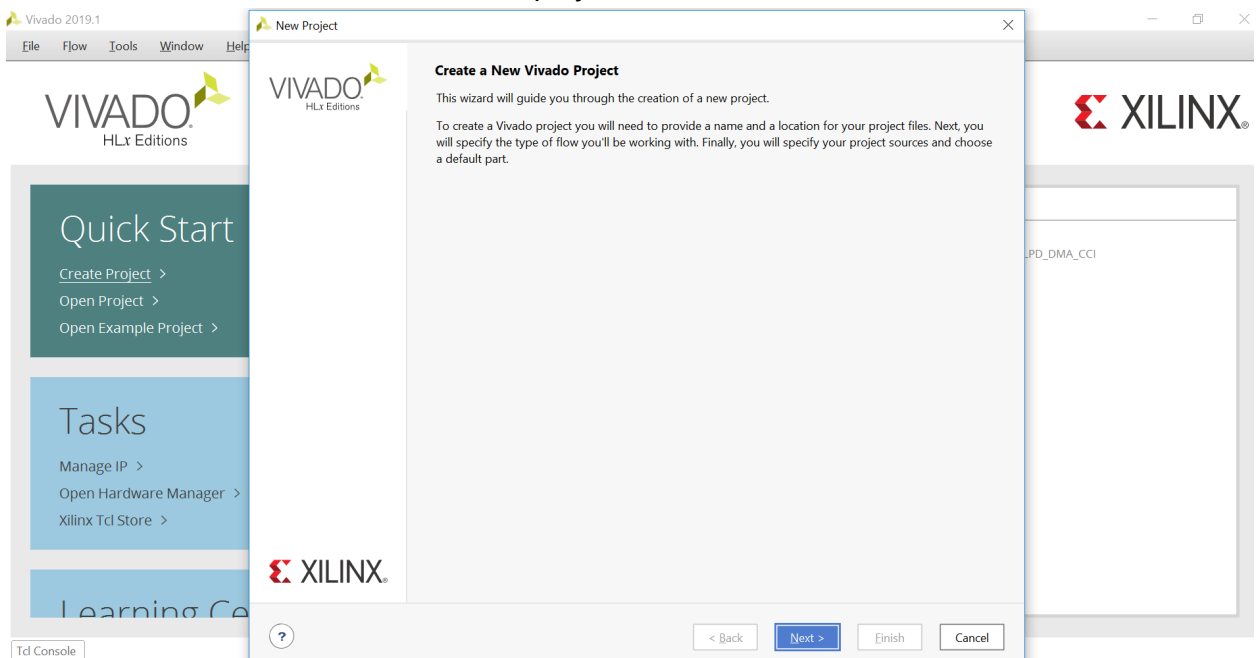 Vivado 2019.1
File Flow Tools Window Help
VIVADO.
HLx Editions
XILINX.
Quick Start
Create Project >
Open Project >
Open Example Project >
Tasks
Manage IP >
Open Hardware Manager >
Xilinx Tcl Store >
Learning Ce
Tcl Console
LPD_DMA_CCI
New Project
VIVADO.
HLx Editions
Create a New Vivado Project
This wizard will guide you through the creation of a new project.
To create a Vivado project you will need to provide a name and a location for your project files. Next, you
will specify the type of flow you'll be working with. Finally, you will specify your project sources and choose
a default part.
XILINX.
?
< Back Next > Finish Cancel